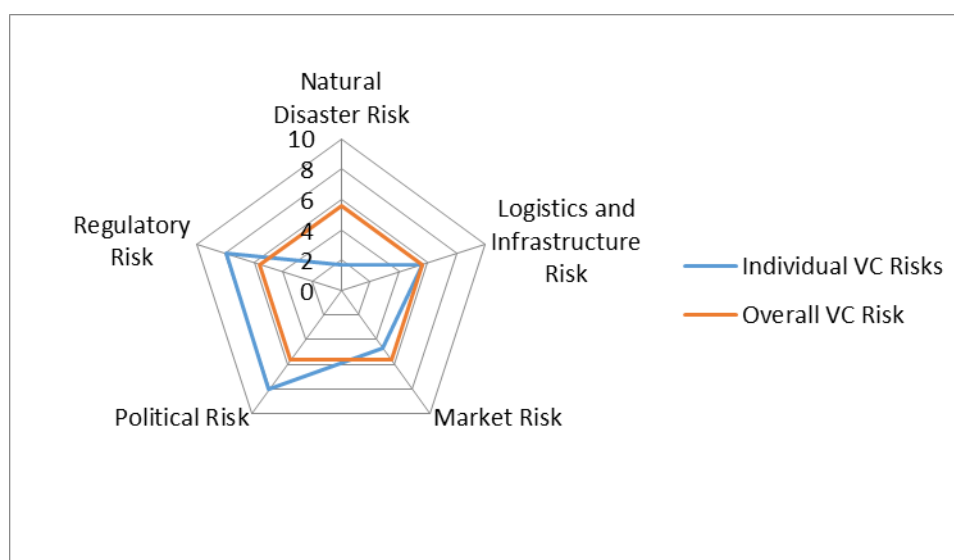 Natural
Disaster Risk
10
8
6
4
2
0
Logistics and
Infrastructure
Risk
Market Risk
Political Risk
Regulatory
Risk
Individual VC Risks
Overall VC Risk